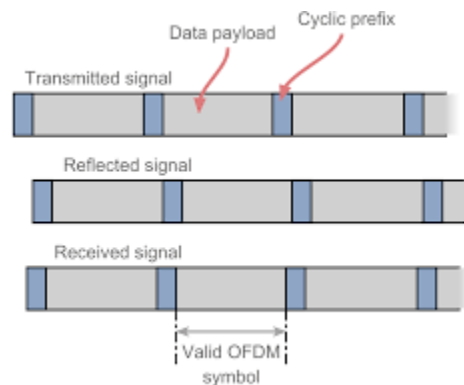 Cyclic prefix
Data payload
Transmitted signal
Reflected signal
Received signal
Valid OFDM
symbol